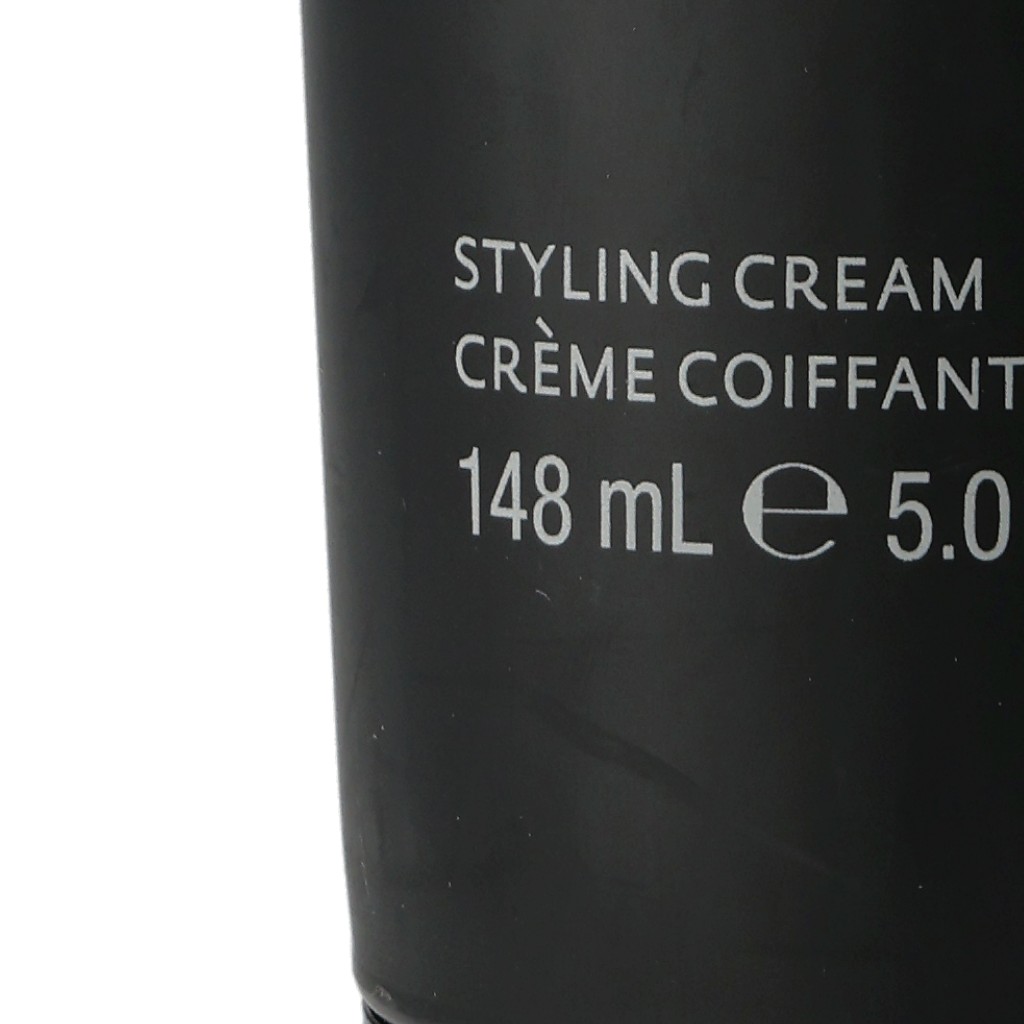 STYLING CREAM
CRÈME COIFFANT
148 mL ℮ 5.0